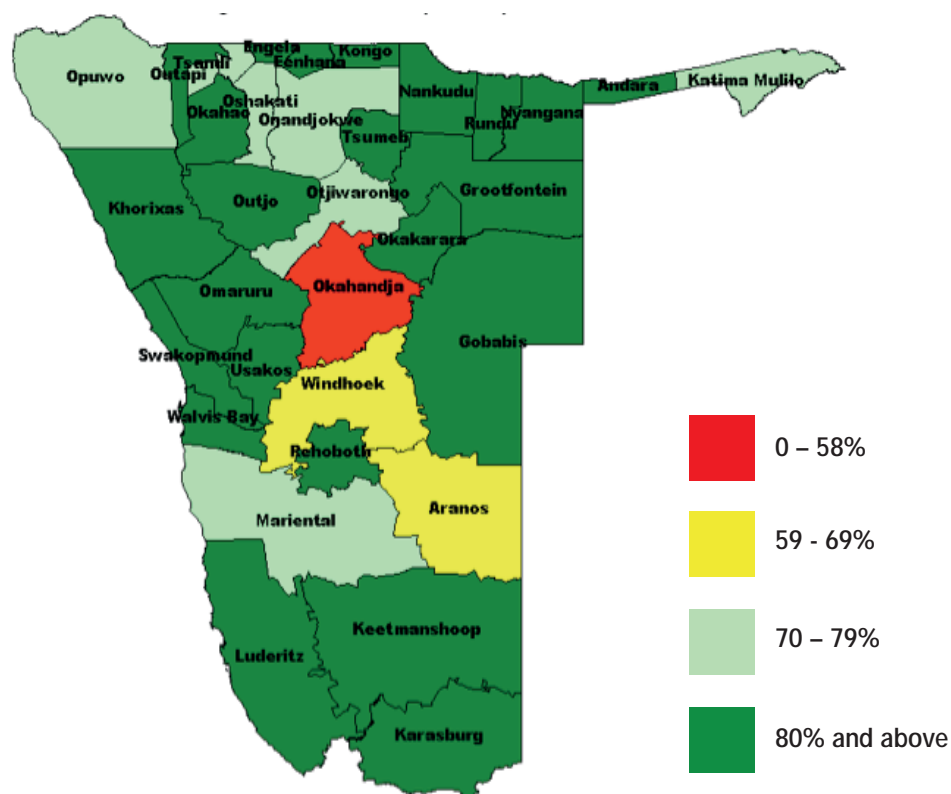 Opuwo
Outapi
Tsandi
Engela
Eenhana
Kongo
Okahao
Oshakati
Onandjokwe
Tsumeb
Nankudu
Rundu
Nyangana
Andara
Katima Mulilo
Khorixas
Outjo
Otjiwarongo
Grootfontein
Okakarara
Omaruru
Okahandja
Gobabis
Swakopmund
Usakos
Windhoek
Walvis Bay
Rehoboth
Mariental
Aranos
Keetmanshoop
Luderitz
Karasburg
0 – 58%
59 - 69%
70 – 79%
80% and above